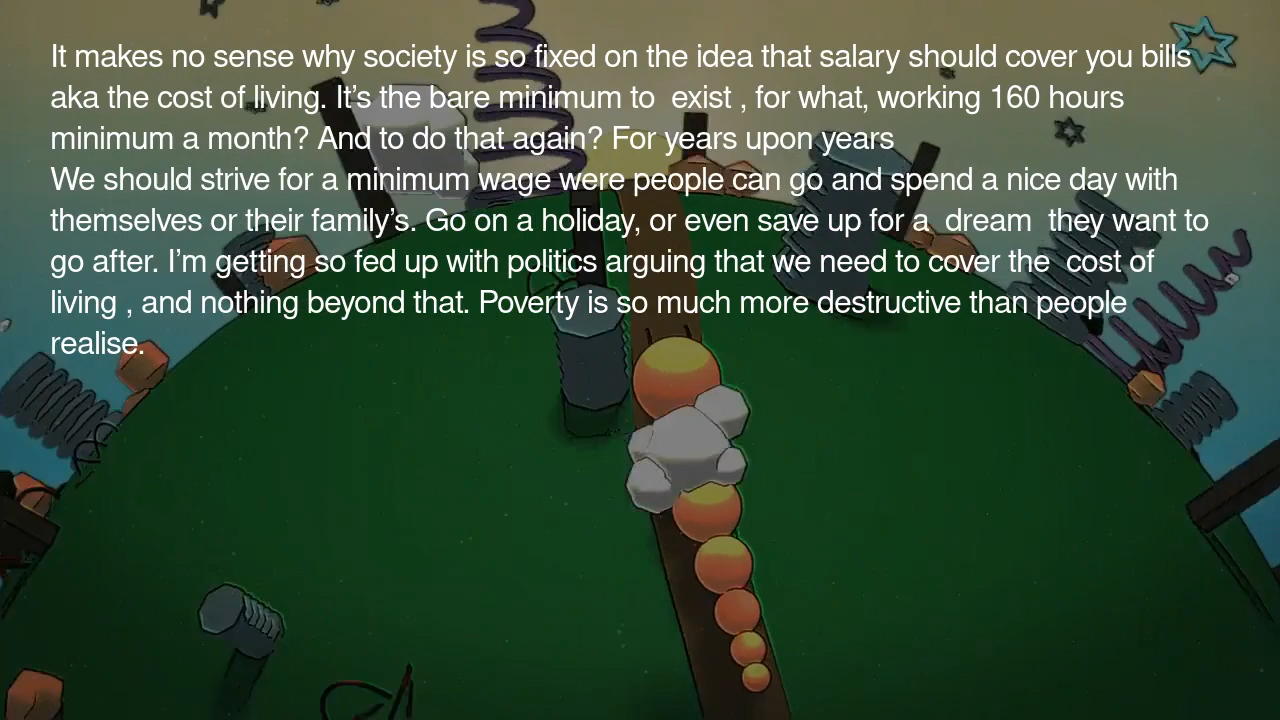 It makes no sense why society is so fixed on the idea that salary should cover you bills
aka the cost of living. It’s the bare minimum to  exist , for what, working 160 hours
minimum a month? And to do that again? For years upon years
We should strive for a minimum wage were people can go and spend a nice day with
themselves or their family’s. Go on a holiday, or even save up for a  dream  they want to
go after. I’m getting so fed up with politics arguing that we need to cover the  cost of
living , and nothing beyond that. Poverty is so much more destructive than people
realise.